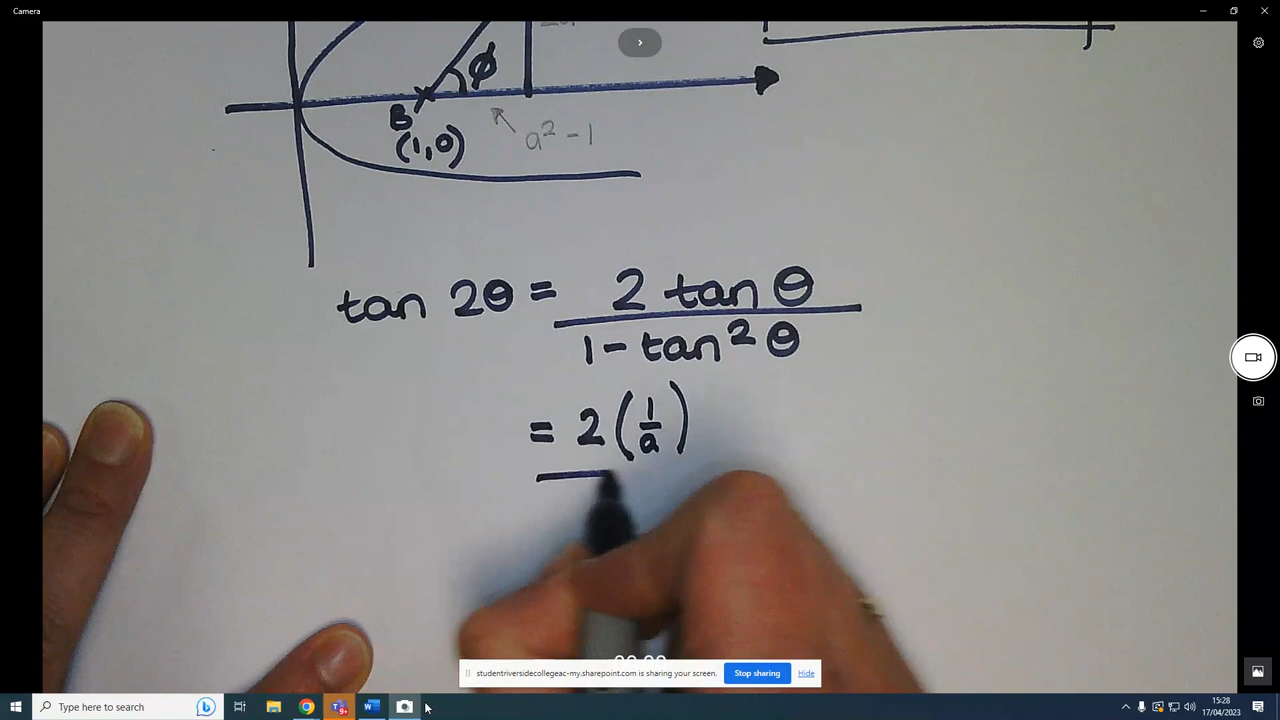 Camera
ϕ
B
(1,0)
a² - 1
tan 2θ = 2 tan θ
1 - tan² θ
= 2 (1/a)
studentriversidecollegeac-my.sharepoint.com is sharing your screen.
Stop sharing
Hide
Type here to search
15:28
17/04/2023